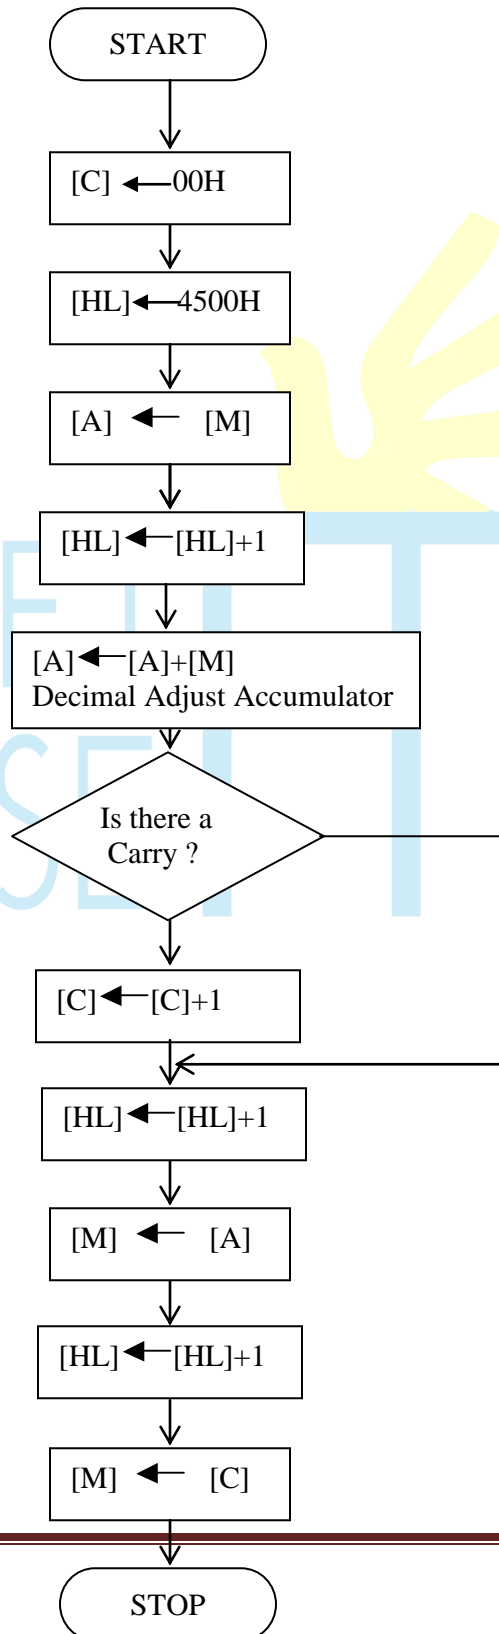 START
[C] ← 00H
[HL] ← 4500H
[A] ← [M]
[HL] ← [HL]+1
[A] ← [A]+[M]
Decimal Adjust Accumulator
Is there a
Carry ?
[C] ← [C]+1
[HL] ← [HL]+1
[M] ← [A]
[HL] ← [HL]+1
[M] ← [C]
STOP